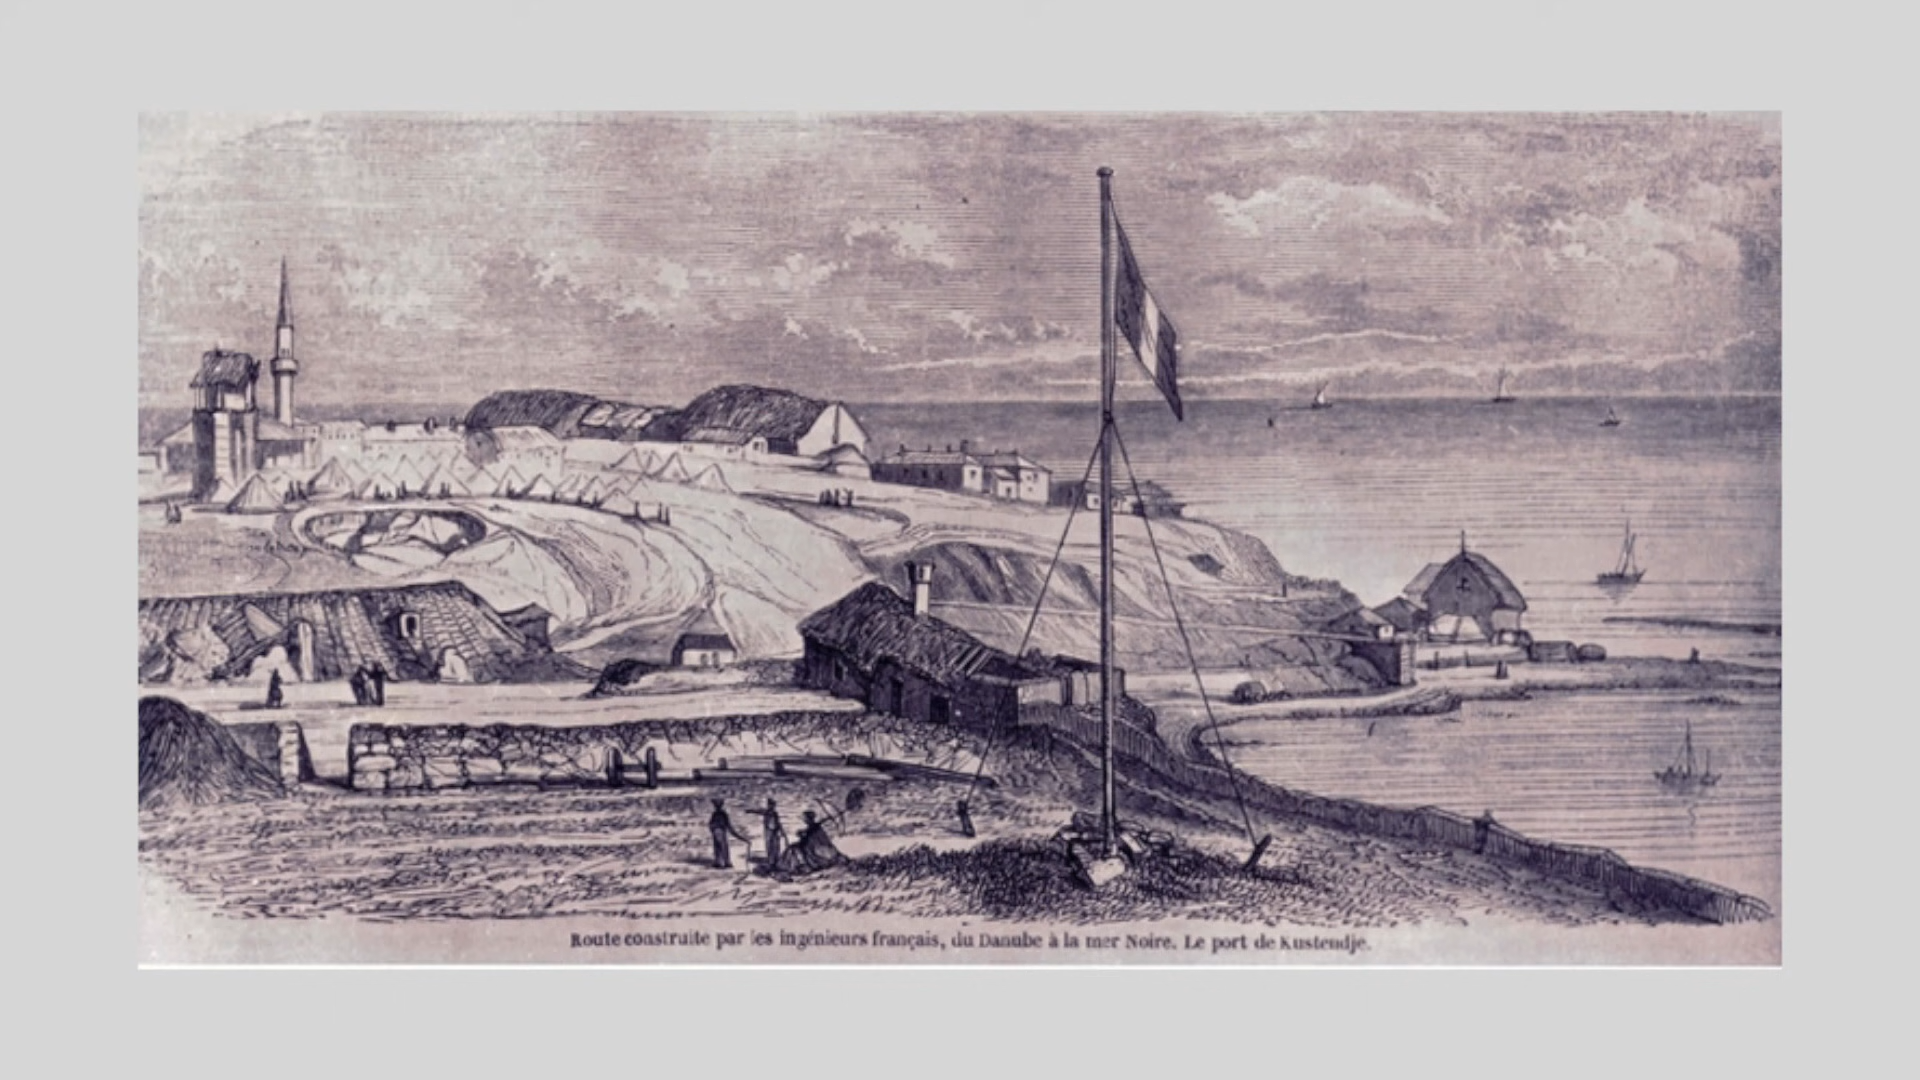 Route construite par les ingénieurs français, du Danube à la mer Noire. Le port de Kustendje.